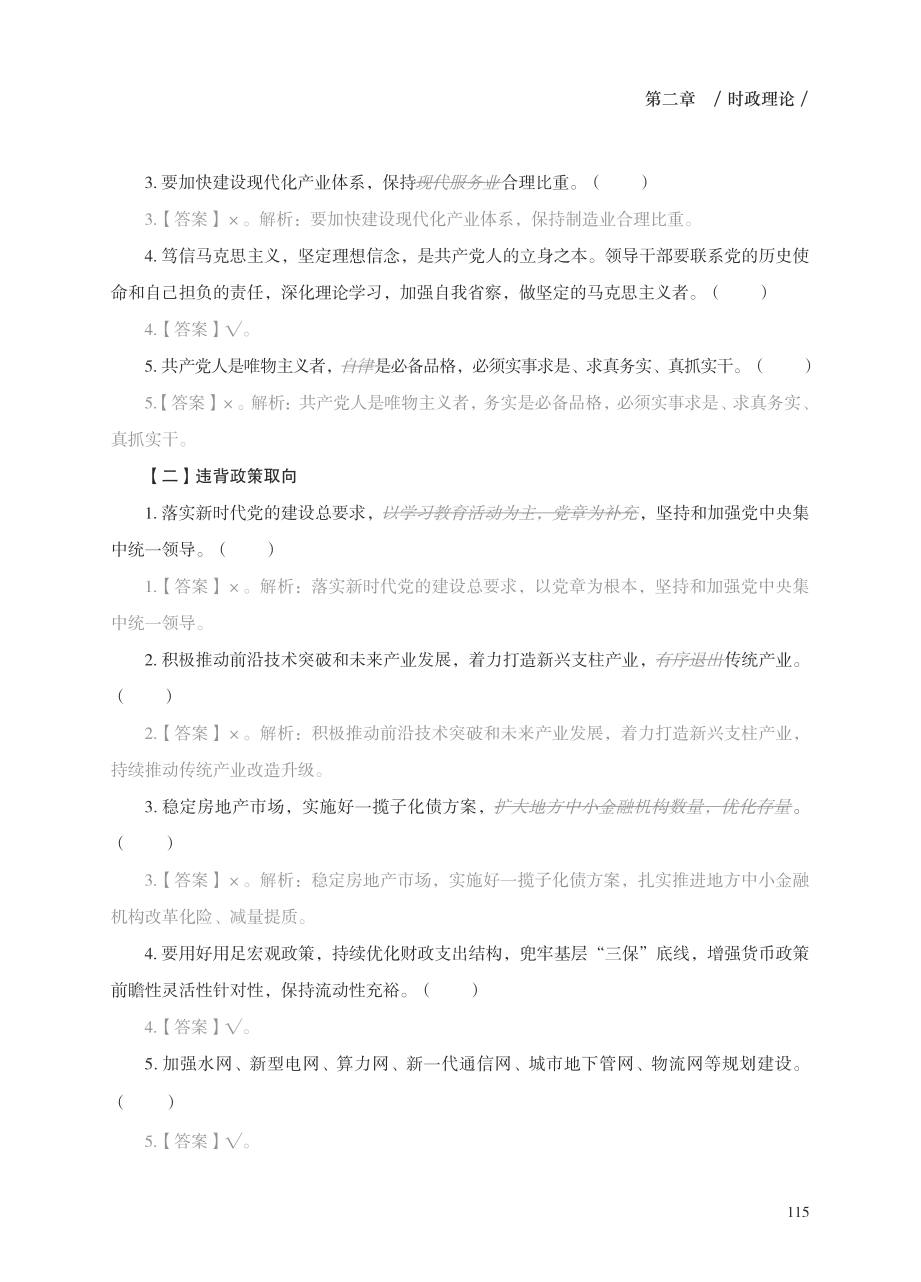 第二章 / 时政理论 /
3. 要加快建设现代化产业体系，保持现代服务业合理比重。（　　）
3.【答案】×。解析：要加快建设现代化产业体系，保持制造业合理比重。
4. 笃信马克思主义，坚定理想信念，是共产党人的立身之本。领导干部要联系党的历史使
命和自己担负的责任，深化理论学习，加强自我省察，做坚定的马克思主义者。（　　）
4.【答案】√。
5. 共产党人是唯物主义者，自律是必备品格，必须实事求是、求真务实、真抓实干。（　　）
5.【答案】×。解析：共产党人是唯物主义者，务实是必备品格，必须实事求是、求真务实、
真抓实干。
【二】违背政策取向
1. 落实新时代党的建设总要求，以学习教育活动为主，党章为补充，坚持和加强党中央集
中统一领导。（　　）
1.【答案】×。解析：落实新时代党的建设总要求，以党章为根本，坚持和加强党中央集
中统一领导。
2. 积极推动前沿技术突破和未来产业发展，着力打造新兴支柱产业，有序退出传统产业。
（　　）
2.【答案】×。解析：积极推动前沿技术突破和未来产业发展，着力打造新兴支柱产业，
持续推动传统产业改造升级。
3. 稳定房地产市场，实施好一揽子化债方案，扩大地方中小金融机构数量，优化存量。
（　　）
3.【答案】×。解析：稳定房地产市场，实施好一揽子化债方案，扎实推进地方中小金融
机构改革化险、减量提质。
4. 要用好用足宏观政策，持续优化财政支出结构，兜牢基层“三保”底线，增强货币政策
前瞻性灵活性针对性，保持流动性充裕。（　　）
4.【答案】√。
5. 加强水网、新型电网、算力网、新一代通信网、城市地下管网、物流网等规划建设。
（　　）
5.【答案】√。
115